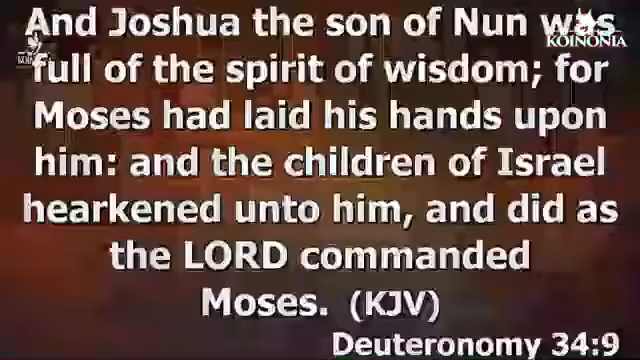 And Joshua the son of Nun was
KOINONIA
full of the spirit of wisdom; for
Moses had laid his hands upon
him: and the children of Israel
hearkened unto him, and did as
the LORD commanded
Moses. (KJV)
Deuteronomy 34:9